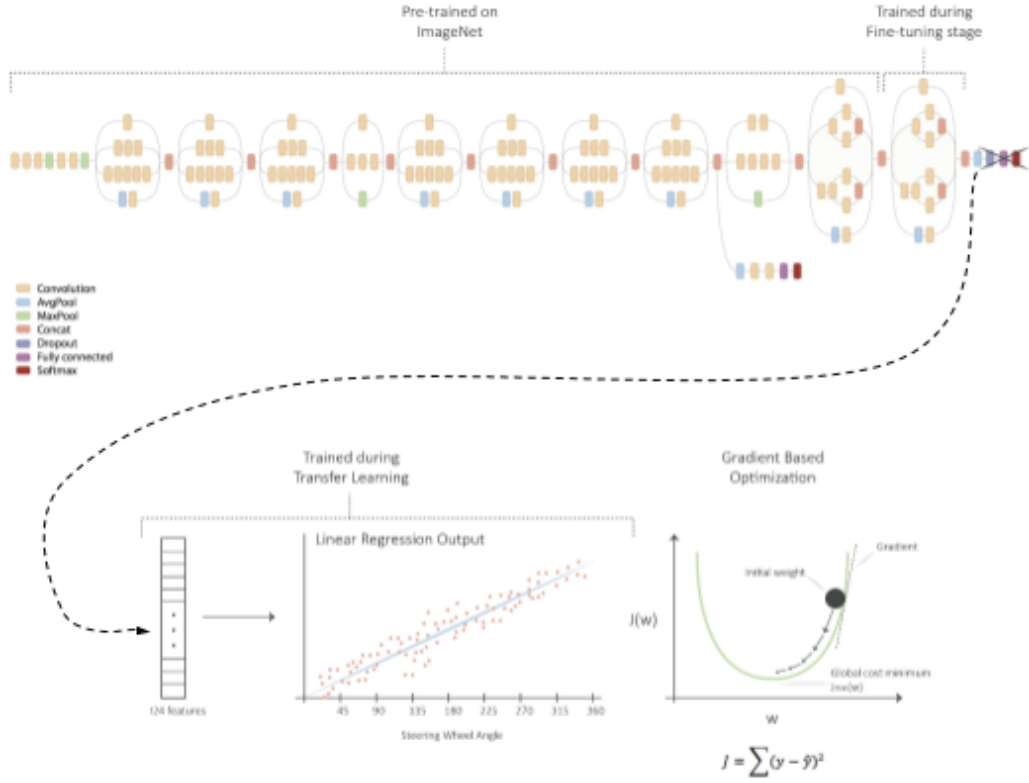 Pre-trained on
ImageNet
Trained during
Fine-tuning stage
Convolution
AvgPool
MaxPool
Concat
Dropout
Fully connected
Softmax
Trained during
Transfer Learning
Gradient Based
Optimization
Linear Regression Output
45 90 135 180 225 270 315 360
Steering Wheel Angle
features
Gradient
Initial weight
J(w)
Global cost minimum
W
J = ∑(y − ŷ)²